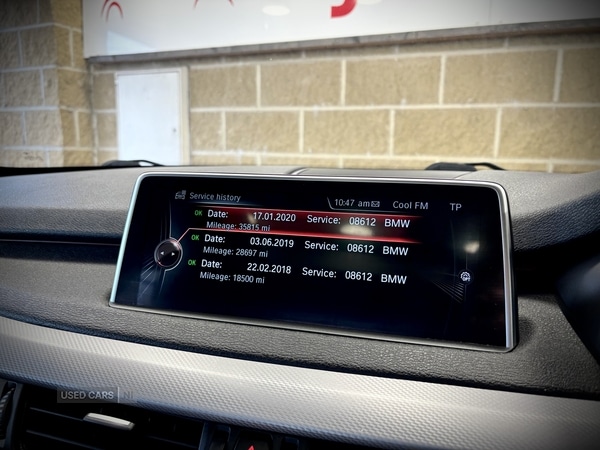 Service history 10:47 am Cool FM TP
OK Date: 17.01.2020 Service: 08612 BMW
Mileage: 35815 mi
OK Date: 03.06.2019 Service: 08612 BMW
Mileage: 28697 mi
OK Date: 22.02.2018 Service: 08612 BMW
Mileage: 18500 mi
USED CARS